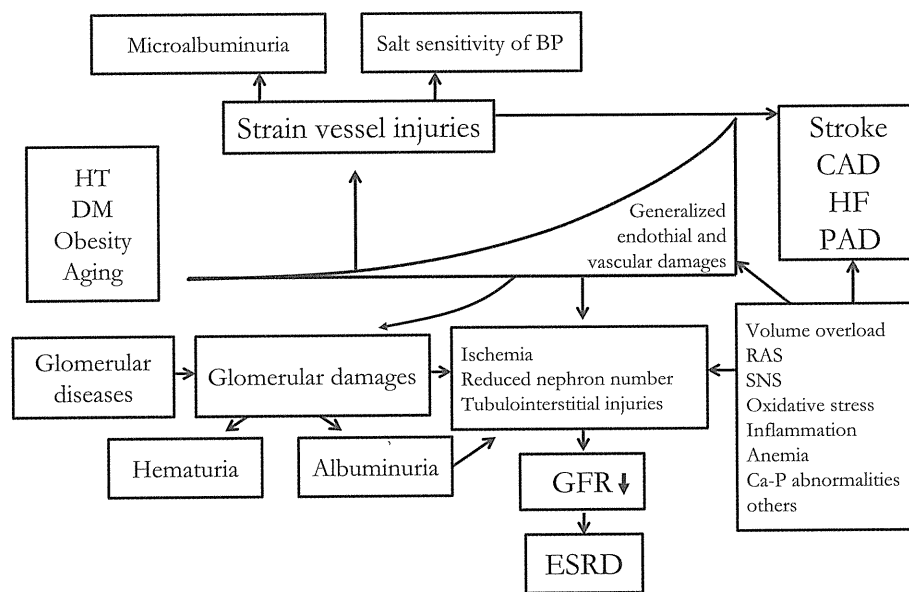 Microalbuminuria
Salt sensitivity of BP
Strain vessel injuries
Stroke
CAD
HF
PAD
HT
DM
Obesity
Aging
Generalized
endothial and
vascular damages
Glomerular
diseases
Glomerular damages
Ischemia
Reduced nephron number
Tubulointerstitial injuries
Volume overload
RAS
SNS
Oxidative stress
Inflammation
Anemia
Ca-P abnormalities
others
Hematuria
Albuminuria
GFR
ESRD